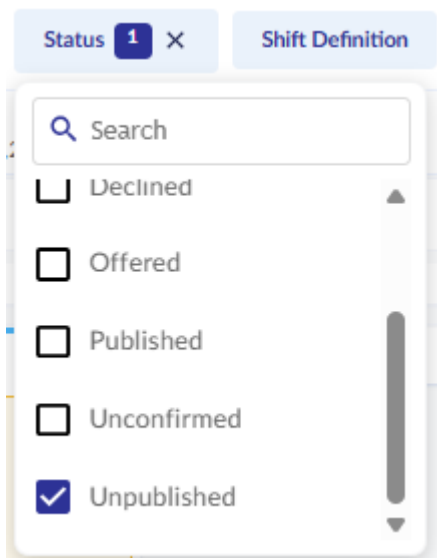 Status 1 ×
Shift Definition
Search
Declined
Offered
Published
Unconfirmed
Unpublished